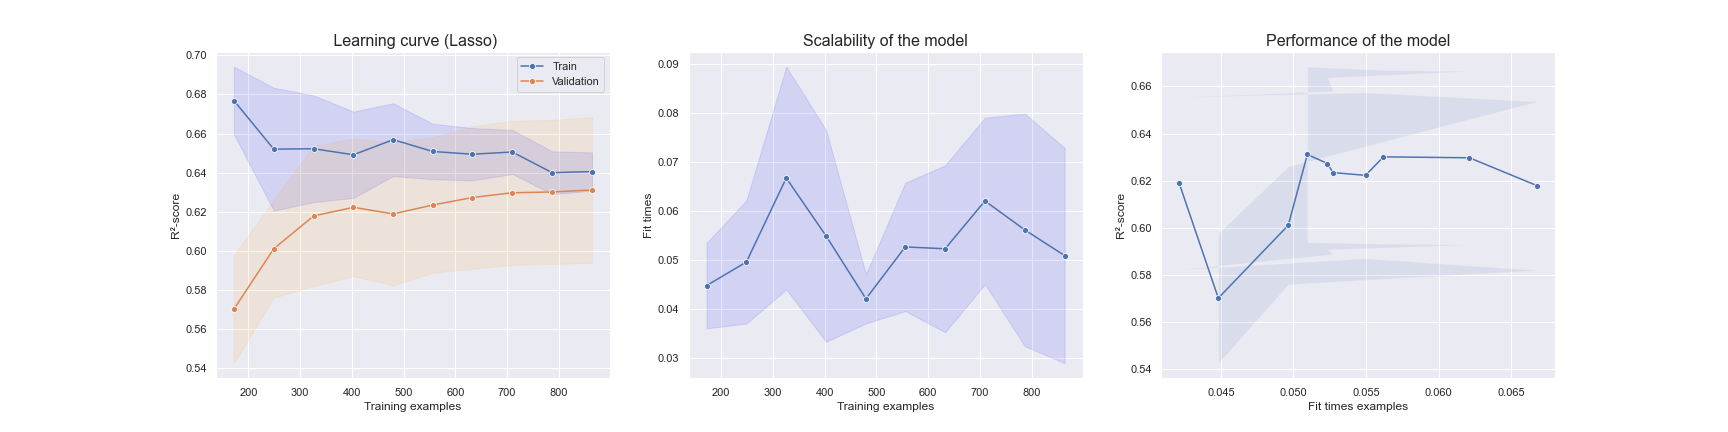 Learning curve (Lasso)
0.70
0.68
0.66
0.64
0.62
0.60
0.58
0.56
0.54
R²-score
200 300 400 500 600 700 800
Training examples
Train
Validation
Scalability of the model
0.09
0.08
0.07
0.06
0.05
0.04
0.03
Fit times
200 300 400 500 600 700 800
Training examples
Performance of the model
0.66
0.64
0.62
0.60
0.58
0.56
0.54
R²-score
0.045 0.050 0.055 0.060 0.065
Fit times examples